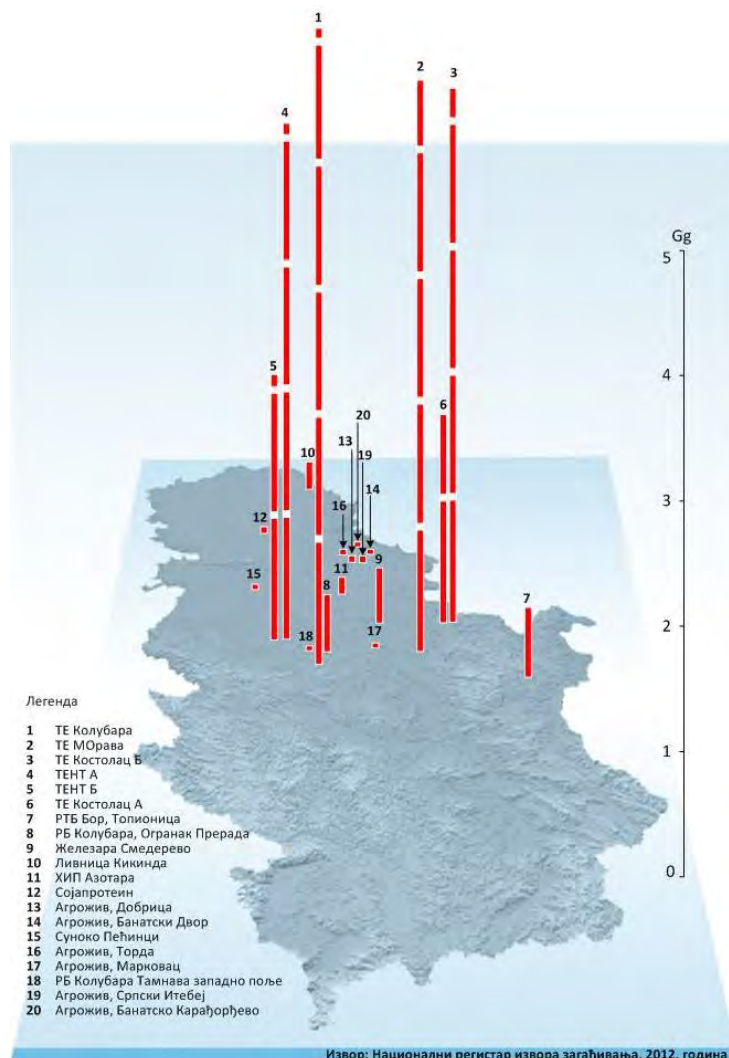 1
2
3
4
Gg
5
4
3
2
1
0
5
6
20
13
19
10
16
14
12
9
11
15
8
7
18
17
Легенда
1 ТЕ Колубара
2 ТЕ МОрава
3 ТЕ Костолац Б
4 ТЕНТ А
5 ТЕНТ Б
6 ТЕ Костолац А
7 РТБ Бор, Топионица
8 РБ Колубара, Огранак Прерада
9 Железара Смедерево
10 Ливница Кикинда
11 ХИП Азотара
12 Сојапротеин
13 Агрожив, Добрица
14 Агрожив, Банатски Двор
15 Суноко Пећинци
16 Агрожив, Торда
17 Агрожив, Марковац
18 РБ Колубара Тамнава западно поље
19 Агрожив, Српски Итебеј
20 Агрожив, Банатско Карађорђево
Извор: Национални регистар извора загађивања, 2012. година